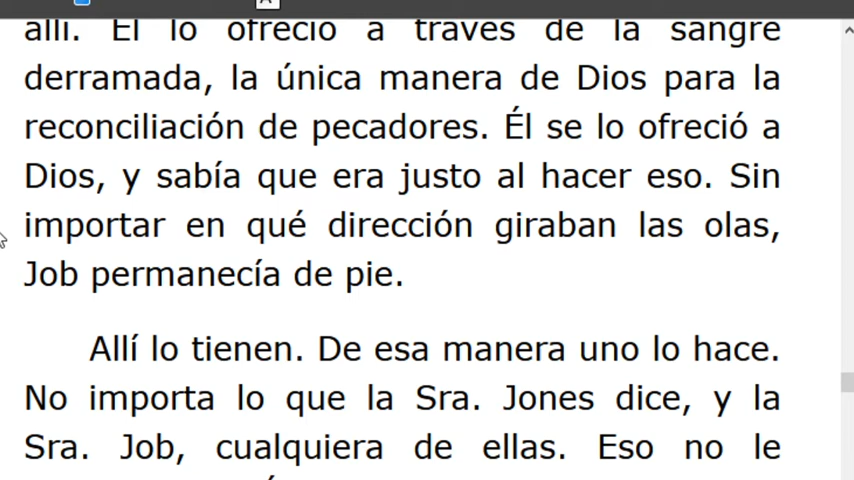 allí. Él lo ofreció a través de la sangre
derramada, la única manera de Dios para la
reconciliación de pecadores. Él se lo ofreció a
Dios, y sabía que era justo al hacer eso. Sin
importar en qué dirección giraban las olas,
Job permanecía de pie.
Allí lo tienen. De esa manera uno lo hace.
No importa lo que la Sra. Jones dice, y la
Sra. Job, cualquiera de ellas. Eso no le